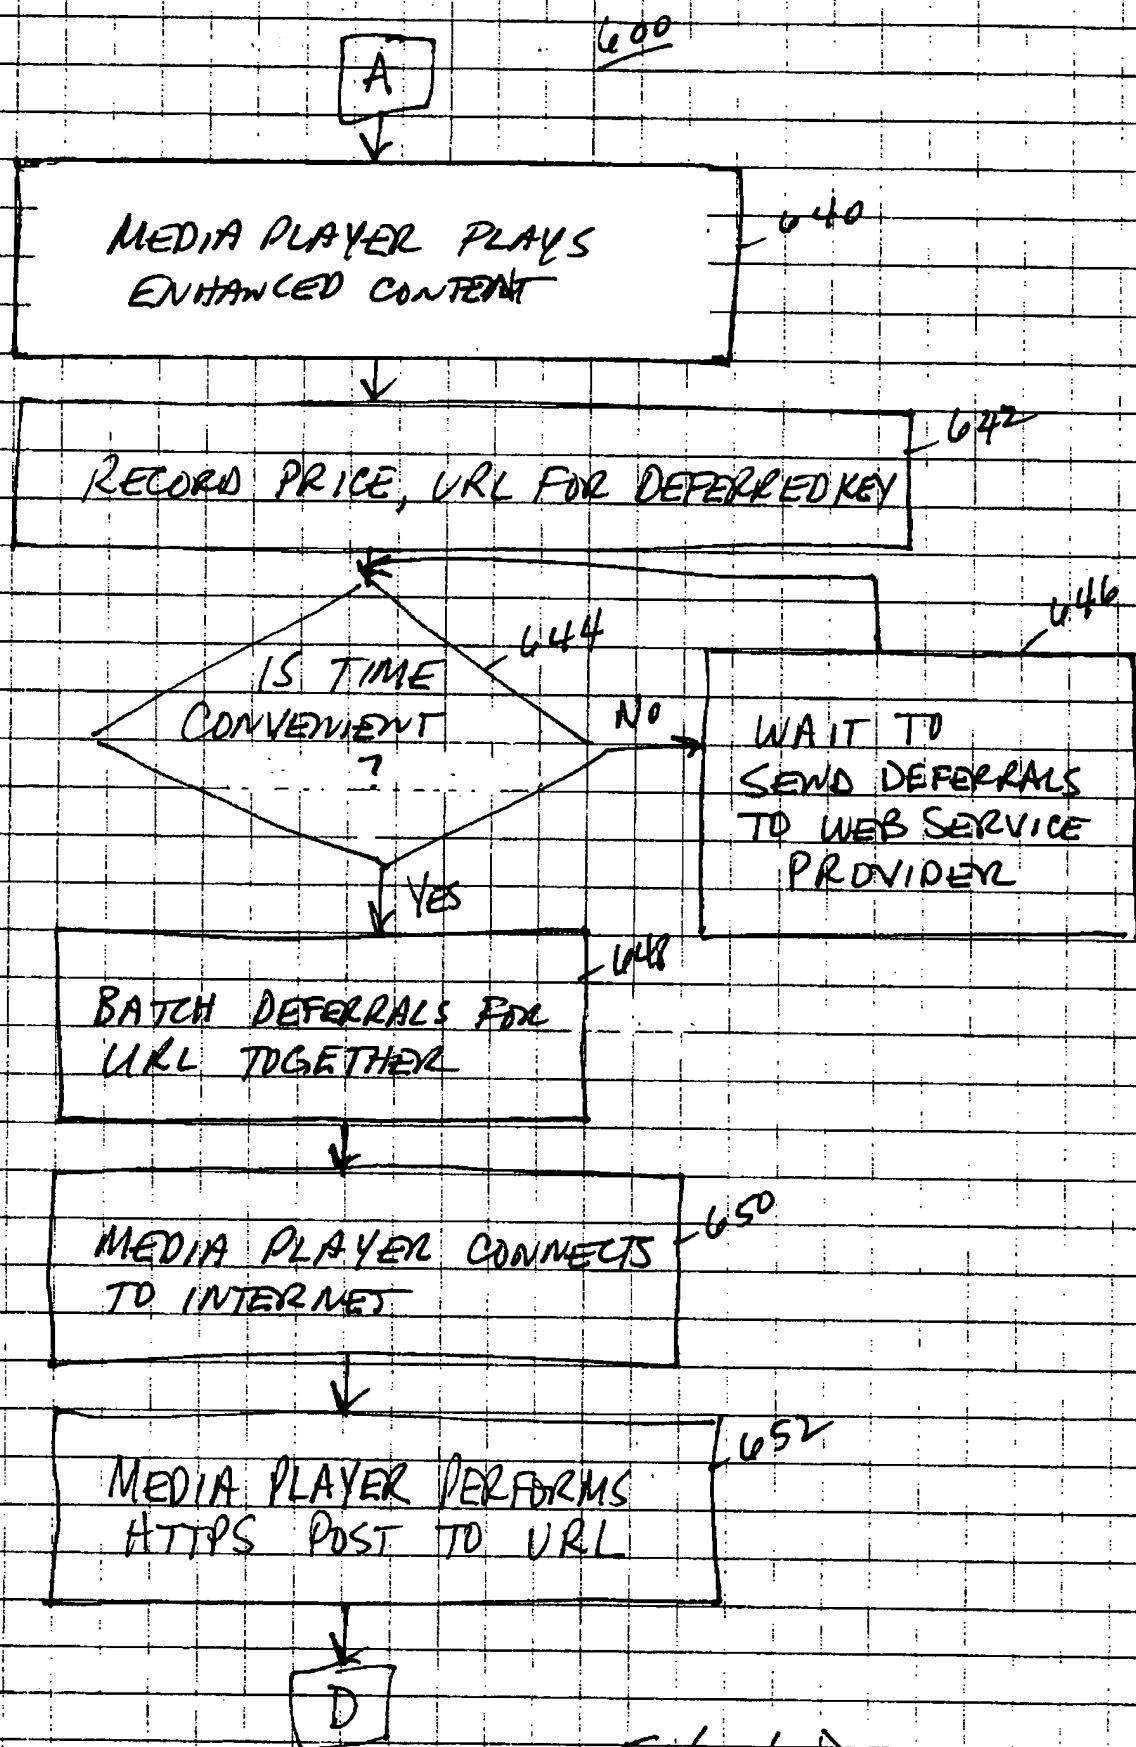 600
A
MEDIA PLAYER PLAYS
ENHANCED CONTENT
640
RECORD PRICE, URL FOR DEFERRED KEY
642
IS TIME
CONVENIENT
?
644
NO
646
WAIT TO
SEND DEFERRALS
TO WEB SERVICE
PROVIDER
YES
648
BATCH DEFERRALS FOR
URL TOGETHER
650
MEDIA PLAYER CONNECTS
TO INTERNET
652
MEDIA PLAYER PERFORMS
HTTPS POST TO URL
D